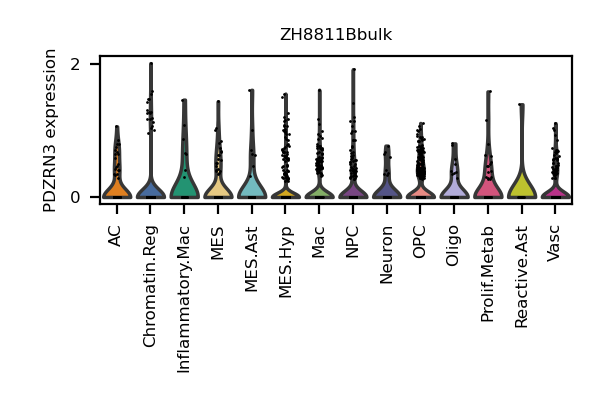 ZH8811Bbulk
PDZRN3 expression
2
0
AC
Chromatin.Reg
Inflammatory.Mac
MES
MES.Ast
MES.Hyp
Mac
NPC
Neuron
OPC
Oligo
Prolif.Metab
Reactive.Ast
Vasc